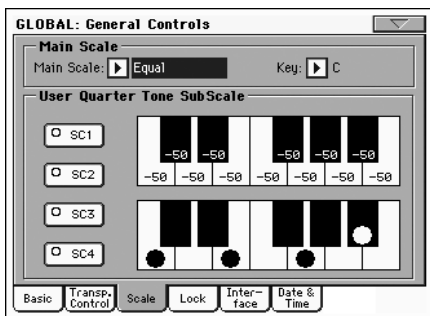 GLOBAL: General Controls
Main Scale
Main Scale: Equal Key: C
User Quarter Tone SubScale
SC1
-50 -50 -50 -50 -50
SC2
-50 -50 -50 -50 -50 -50 -50
SC3
SC4
Basic Transp. Control Scale Lock Inter-face Date & Time